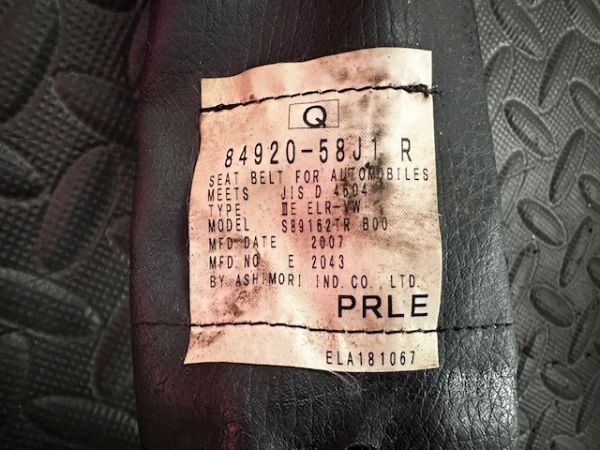 Q
84920-58J1 R
SEAT BELT FOR AUTOMOBILES
MEETS JIS D 4604
TYPE ⅢE ELR-VW
MODEL S89162TR B00
MFD DATE 2007
MFD NO E 2043
BY ASHIMORI IND.CO.,LTD.
PRLE
ELA181067